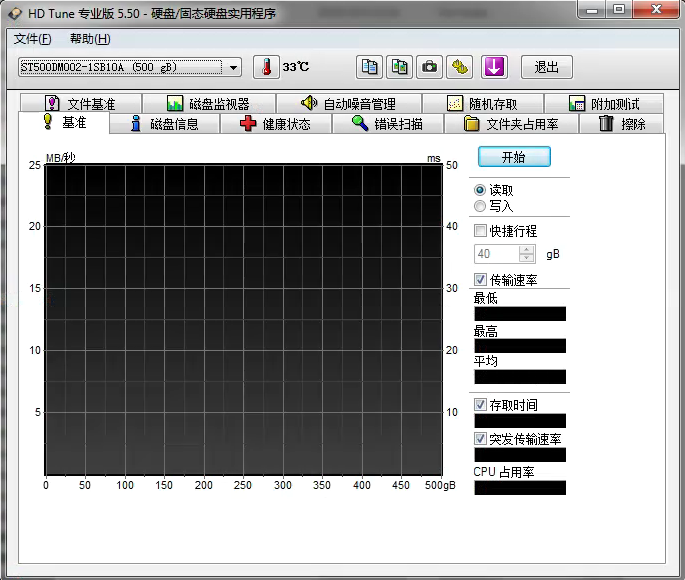 HD Tune 专业版 5.50 - 硬盘/固态硬盘实用程序
文件(F) 帮助(H)
ST500DM002-1SB10A (500 gB) 33℃ 退出
文件基准 磁盘监视器 自动噪音管理 随机存取 附加测试
基准 磁盘信息 健康状态 错误扫描 文件夹占用率 擦除
MB/秒 ms
25 50
20 40
15 30
10 20
5 10
0 50 100 150 200 250 300 350 400 450 500gB
开始
读取
写入
快捷行程
40 gB
传输速率
最低
最高
平均
存取时间
突发传输速率
CPU 占用率